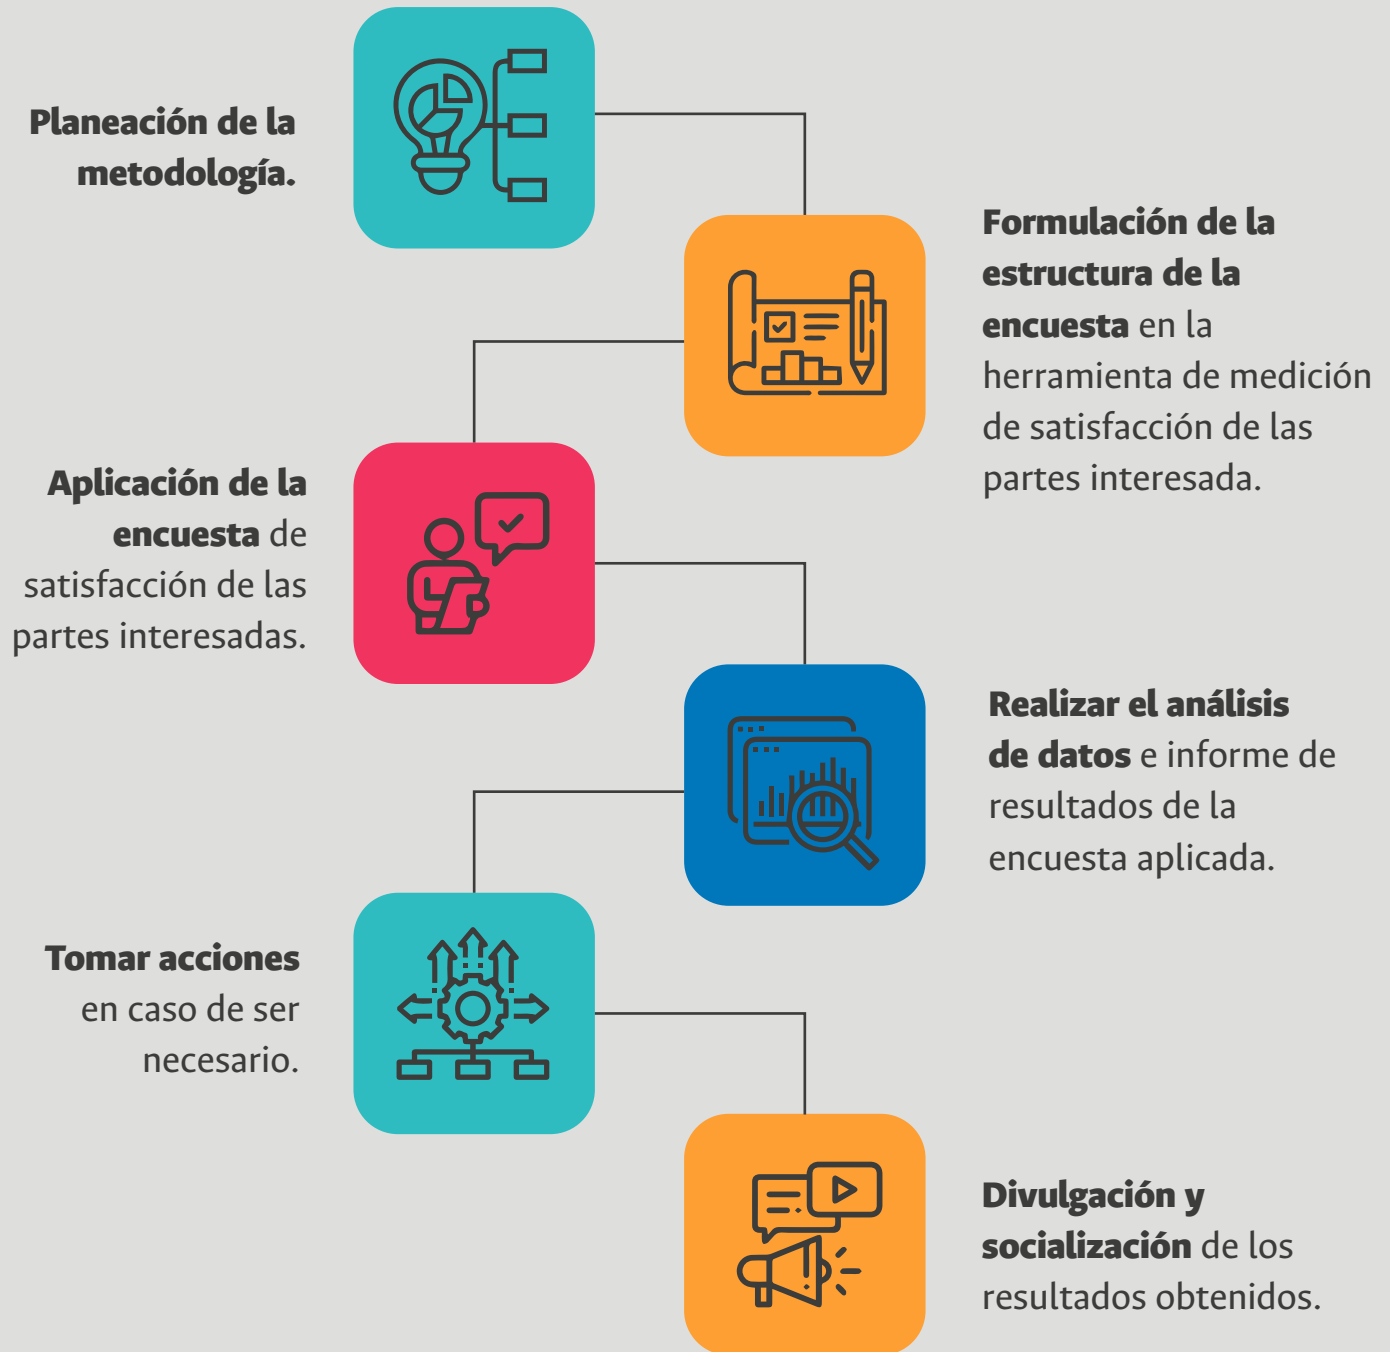 Planeación de la
metodología.
Formulación de la
estructura de la
encuesta en la
herramienta de medición
de satisfacción de las
partes interesada.
Aplicación de la
encuesta de
satisfacción de las
partes interesadas.
Realizar el análisis
de datos e informe de
resultados de la
encuesta aplicada.
Tomar acciones
en caso de ser
necesario.
Divulgación y
socialización de los
resultados obtenidos.